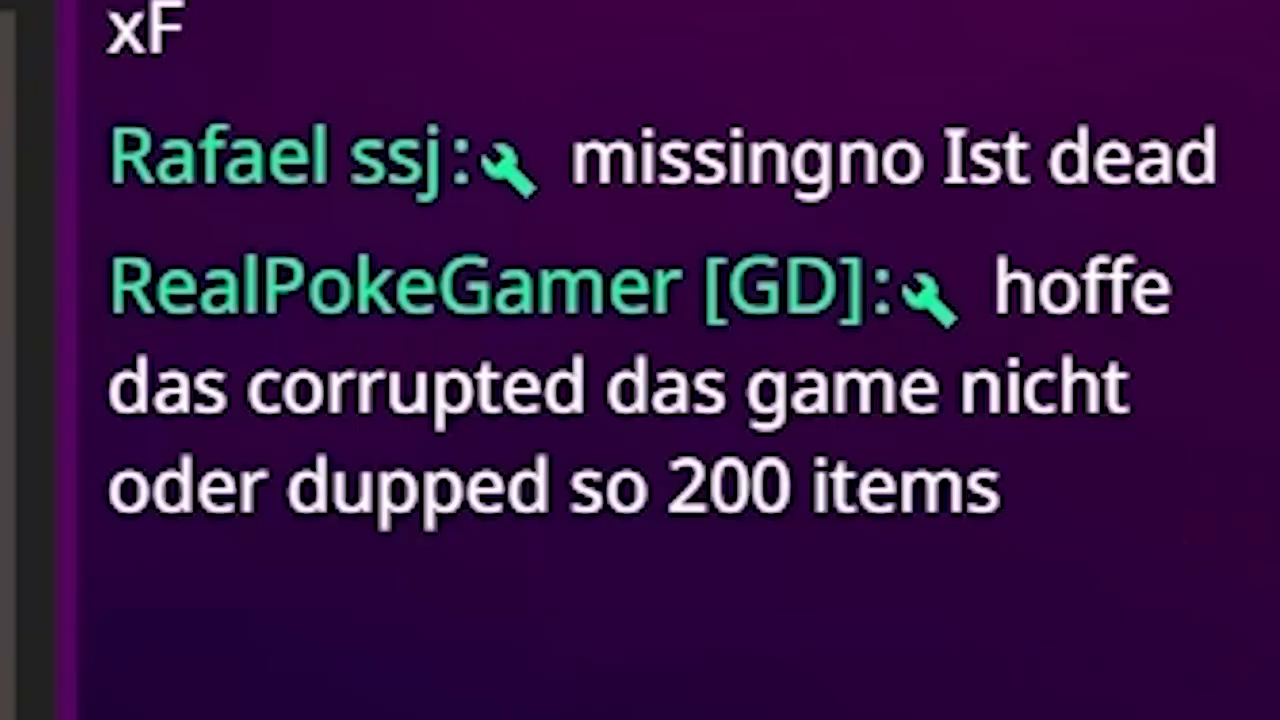 xF
Rafael ssj: missingno Ist dead
RealPokeGamer [GD]: hoffe
das corrupted das game nicht
oder dupped so 200 items